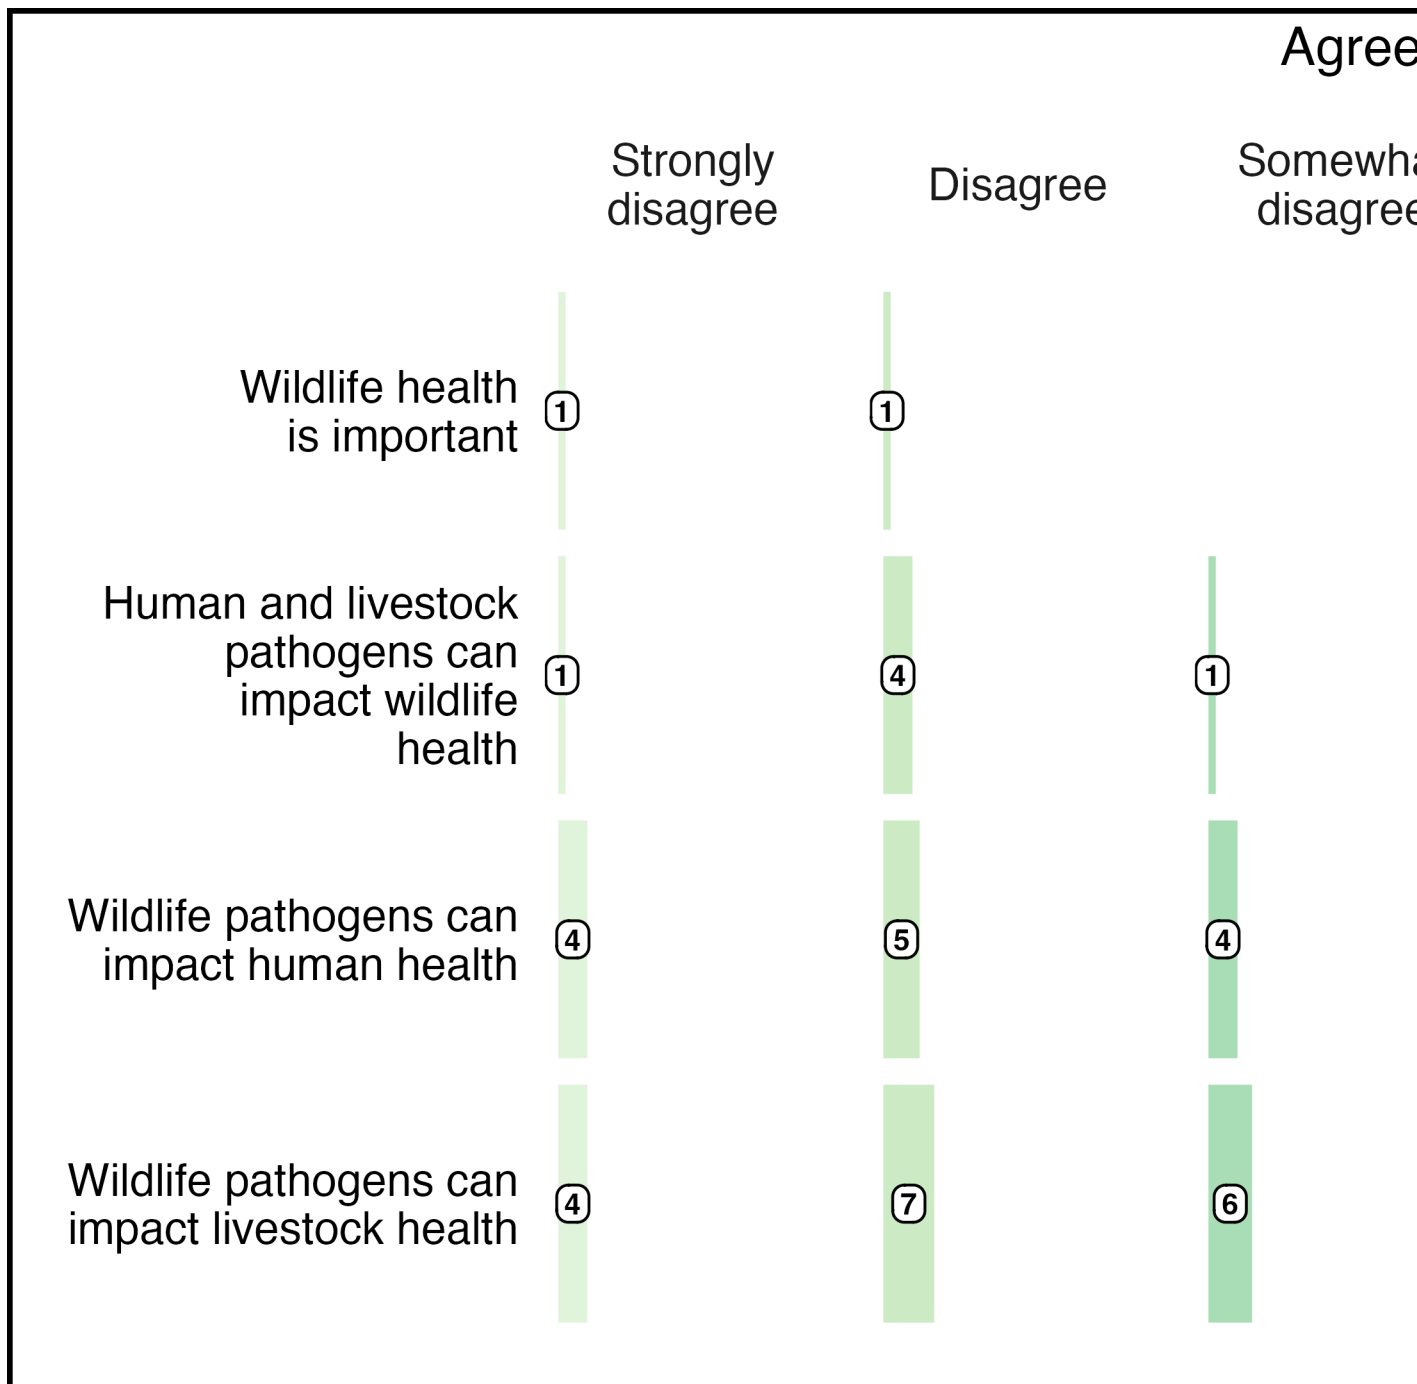 Agree
Strongly
disagree
Disagree
Somewha
disagree
Wildlife health
is important
1
1
Human and livestock
pathogens can
impact wildlife
health
1
4
1
Wildlife pathogens can
impact human health
4
5
4
Wildlife pathogens can
impact livestock health
4
7
6